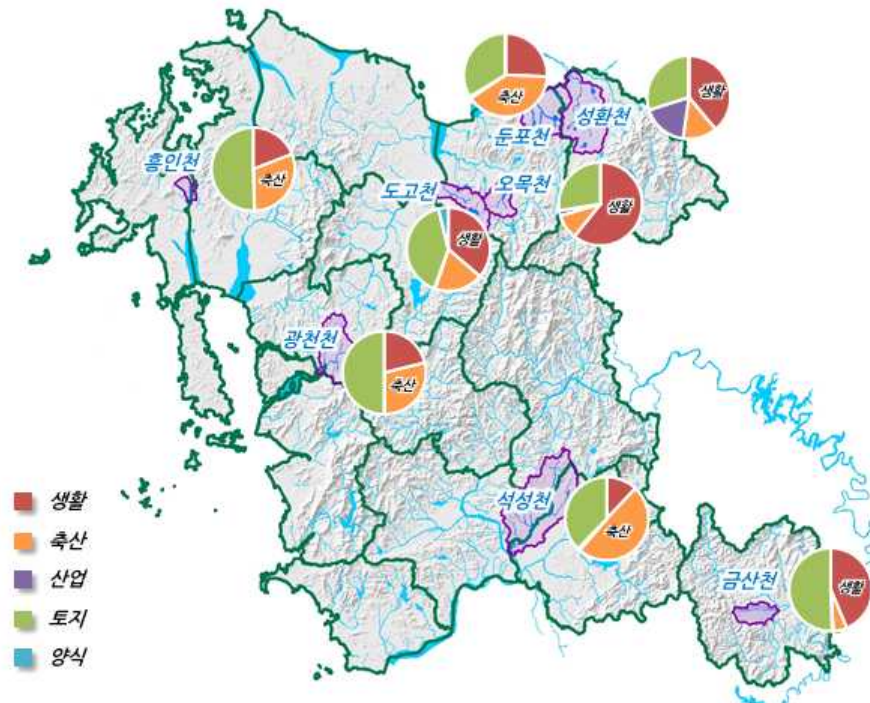 축산
생활
둔포천
성환천
흥인천
축산
도고천
오목천
생활
생활
광천천
축산
석성천
축산
금산천
생활
생활
축산
산업
토지
양식